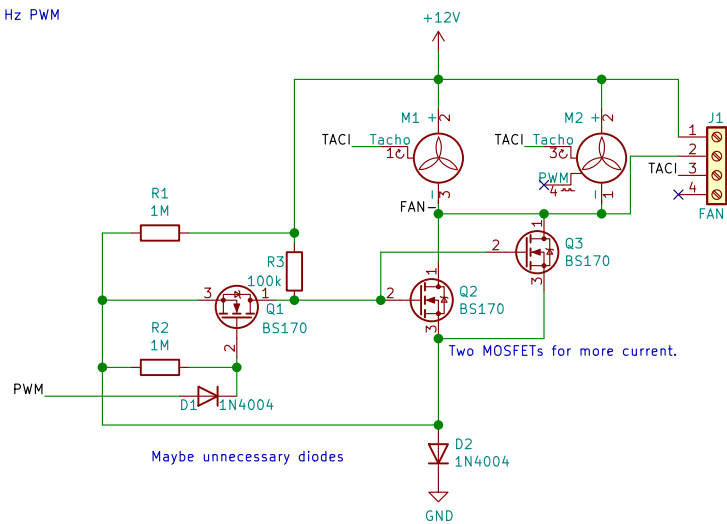 Hz PWM
+12V
M1
+
2
M2
+
2
J1
TACI
Tacho
1
TACI
Tacho
3
1
2
TACI
3
4
PWM
4
-
3
-
1
FAN-
FAN
R1
1M
R3
100k
2
1
Q3
BS170
3
3
1
Q1
BS170
2
2
1
Q2
BS170
3
R2
1M
Two MOSFETs for more current.
PWM
D1
1N4004
Maybe unnecessary diodes
D2
1N4004
GND